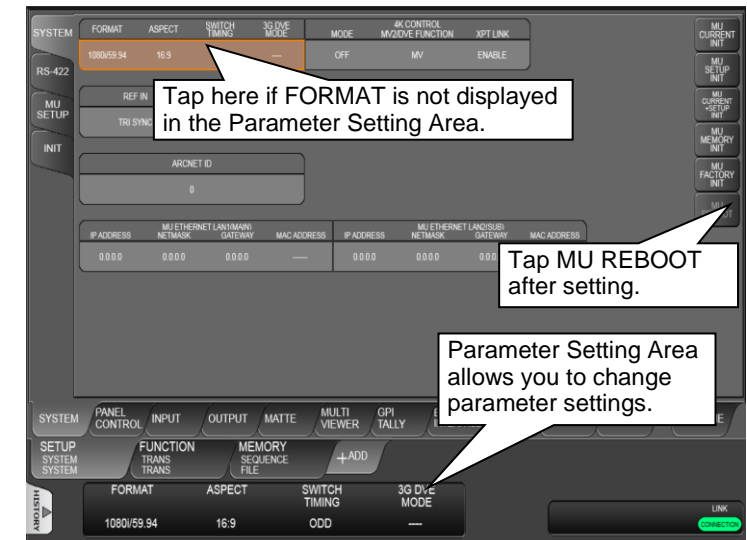 SYSTEM
RS-422
MU
SETUP
INIT
FORMAT ASPECT SWITCH TIMING 3G DVE MODE
1080i/59.94 16:9 ----
4K CONTROL
MODE MV2/DVE FUNCTION XPT LINK
OFF MV ENABLE
REF IN
TRI SYNC
Tap here if FORMAT is not displayed
in the Parameter Setting Area.
ARCNET ID
0
MU ETHERNET LAN1(MAIN)
IP ADDRESS NETMASK GATEWAY MAC ADDRESS
0.0.0.0 0.0.0.0 0.0.0.0 -----
MU ETHERNET LAN2(SUB)
IP ADDRESS NETMASK GATEWAY MAC ADDRESS
0.0.0.0 0.0.0.0
MU
CURRENT
INIT
MU
SETUP
INIT
MU
CURRENT
+SETUP
INIT
MU
MEMORY
INIT
MU
FACTORY
INIT
MU
Tap MU REBOOT
after setting.
Parameter Setting Area
allows you to change
parameter settings.
SYSTEM
PANEL
CONTROL
INPUT
OUTPUT
MATTE
MULTI
VIEWER
GPI
TALLY
SETUP
SYSTEM
SYSTEM
FUNCTION
TRANS
TRANS
MEMORY
SEQUENCE
FILE
+ADD
HISTORY
FORMAT ASPECT SWITCH TIMING 3G DVE MODE
1080i/59.94 16:9 ODD ----
LINK
CONNECTION